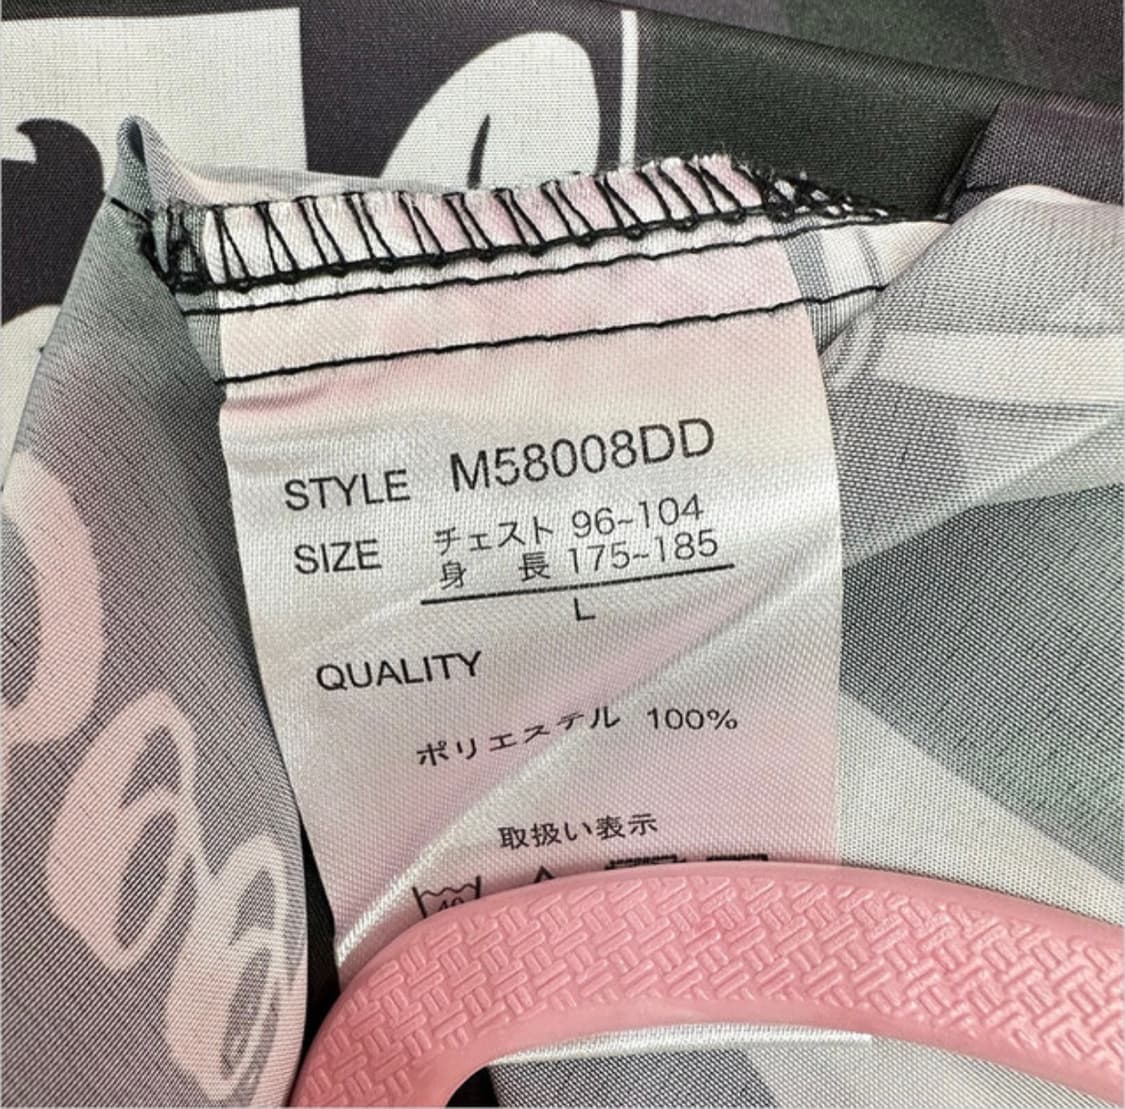 STYLE M58008DD
SIZE チェスト 96~104
身 長 175~185
L
QUALITY
ポリエステル 100%
取扱い表示
40